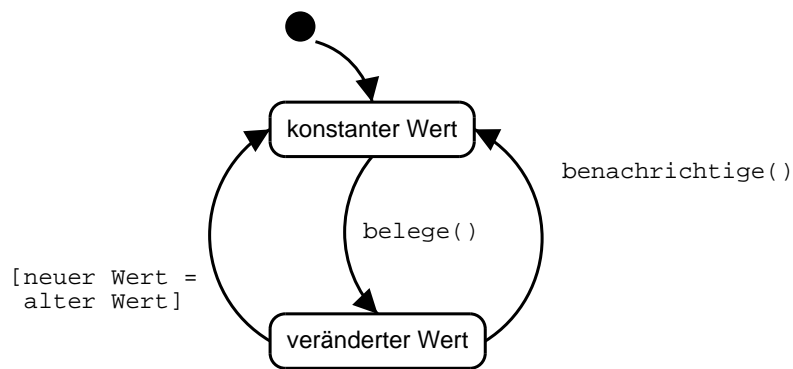 konstanter Wert
benachrichtige()
belege()
[neuer Wert =
alter Wert]
veränderter Wert